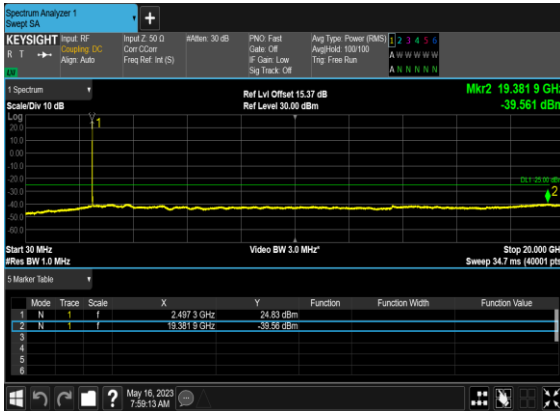 Spectrum Analyzer 1
Swept SA
+
KEYSIGHT Input: RF Input Z: 50 Ω #Atten: 30 dB PNO: Fast Avg Type: Power (RMS) 1 2 3 4 5 6
R T Coupling: DC Corr CCorr Gate: Off Avg|Hold: 100/100 A W W W W W
Align: Auto Freq Ref: Int (S) IF Gain: Low Trig: Free Run
LXI Sig Track: Off A N N N N N
1 Spectrum Ref Lvl Offset 15.37 dB Mkr2 19.381 9 GHz
Scale/Div 10 dB Ref Level 30.00 dBm -39.561 dBm
Log
20.0
10.0
0.00
-10.0
-20.0
-30.0
-40.0
-50.0
-60.0
1
DL1 -25.00 dBm
2
Start 30 MHz Video BW 3.0 MHz* Stop 20.000 GHz
#Res BW 1.0 MHz Sweep 34.7 ms (40001 pts)
5 Marker Table
Mode Trace Scale X Y Function Function Width Function Value
1 N 1 f 2.497 3 GHz 24.83 dBm
2 N 1 f 19.381 9 GHz -39.56 dBm
3
4
5
6
? May 16, 2023
7:59:13 AM